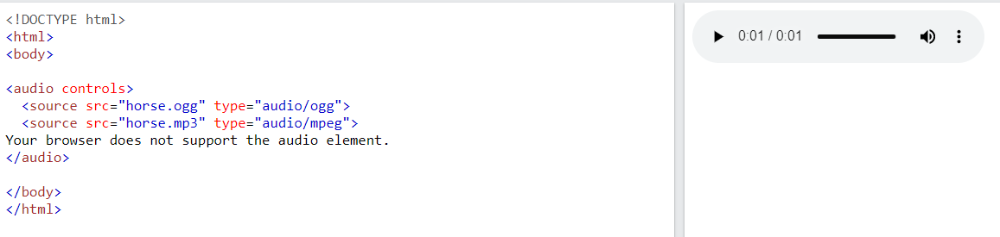 <!DOCTYPE html>
<html>
<body>
<audio controls>
  <source src="horse.ogg" type="audio/ogg">
  <source src="horse.mp3" type="audio/mpeg">
Your browser does not support the audio element.
</audio>
</body>
</html>
0:01 / 0:01